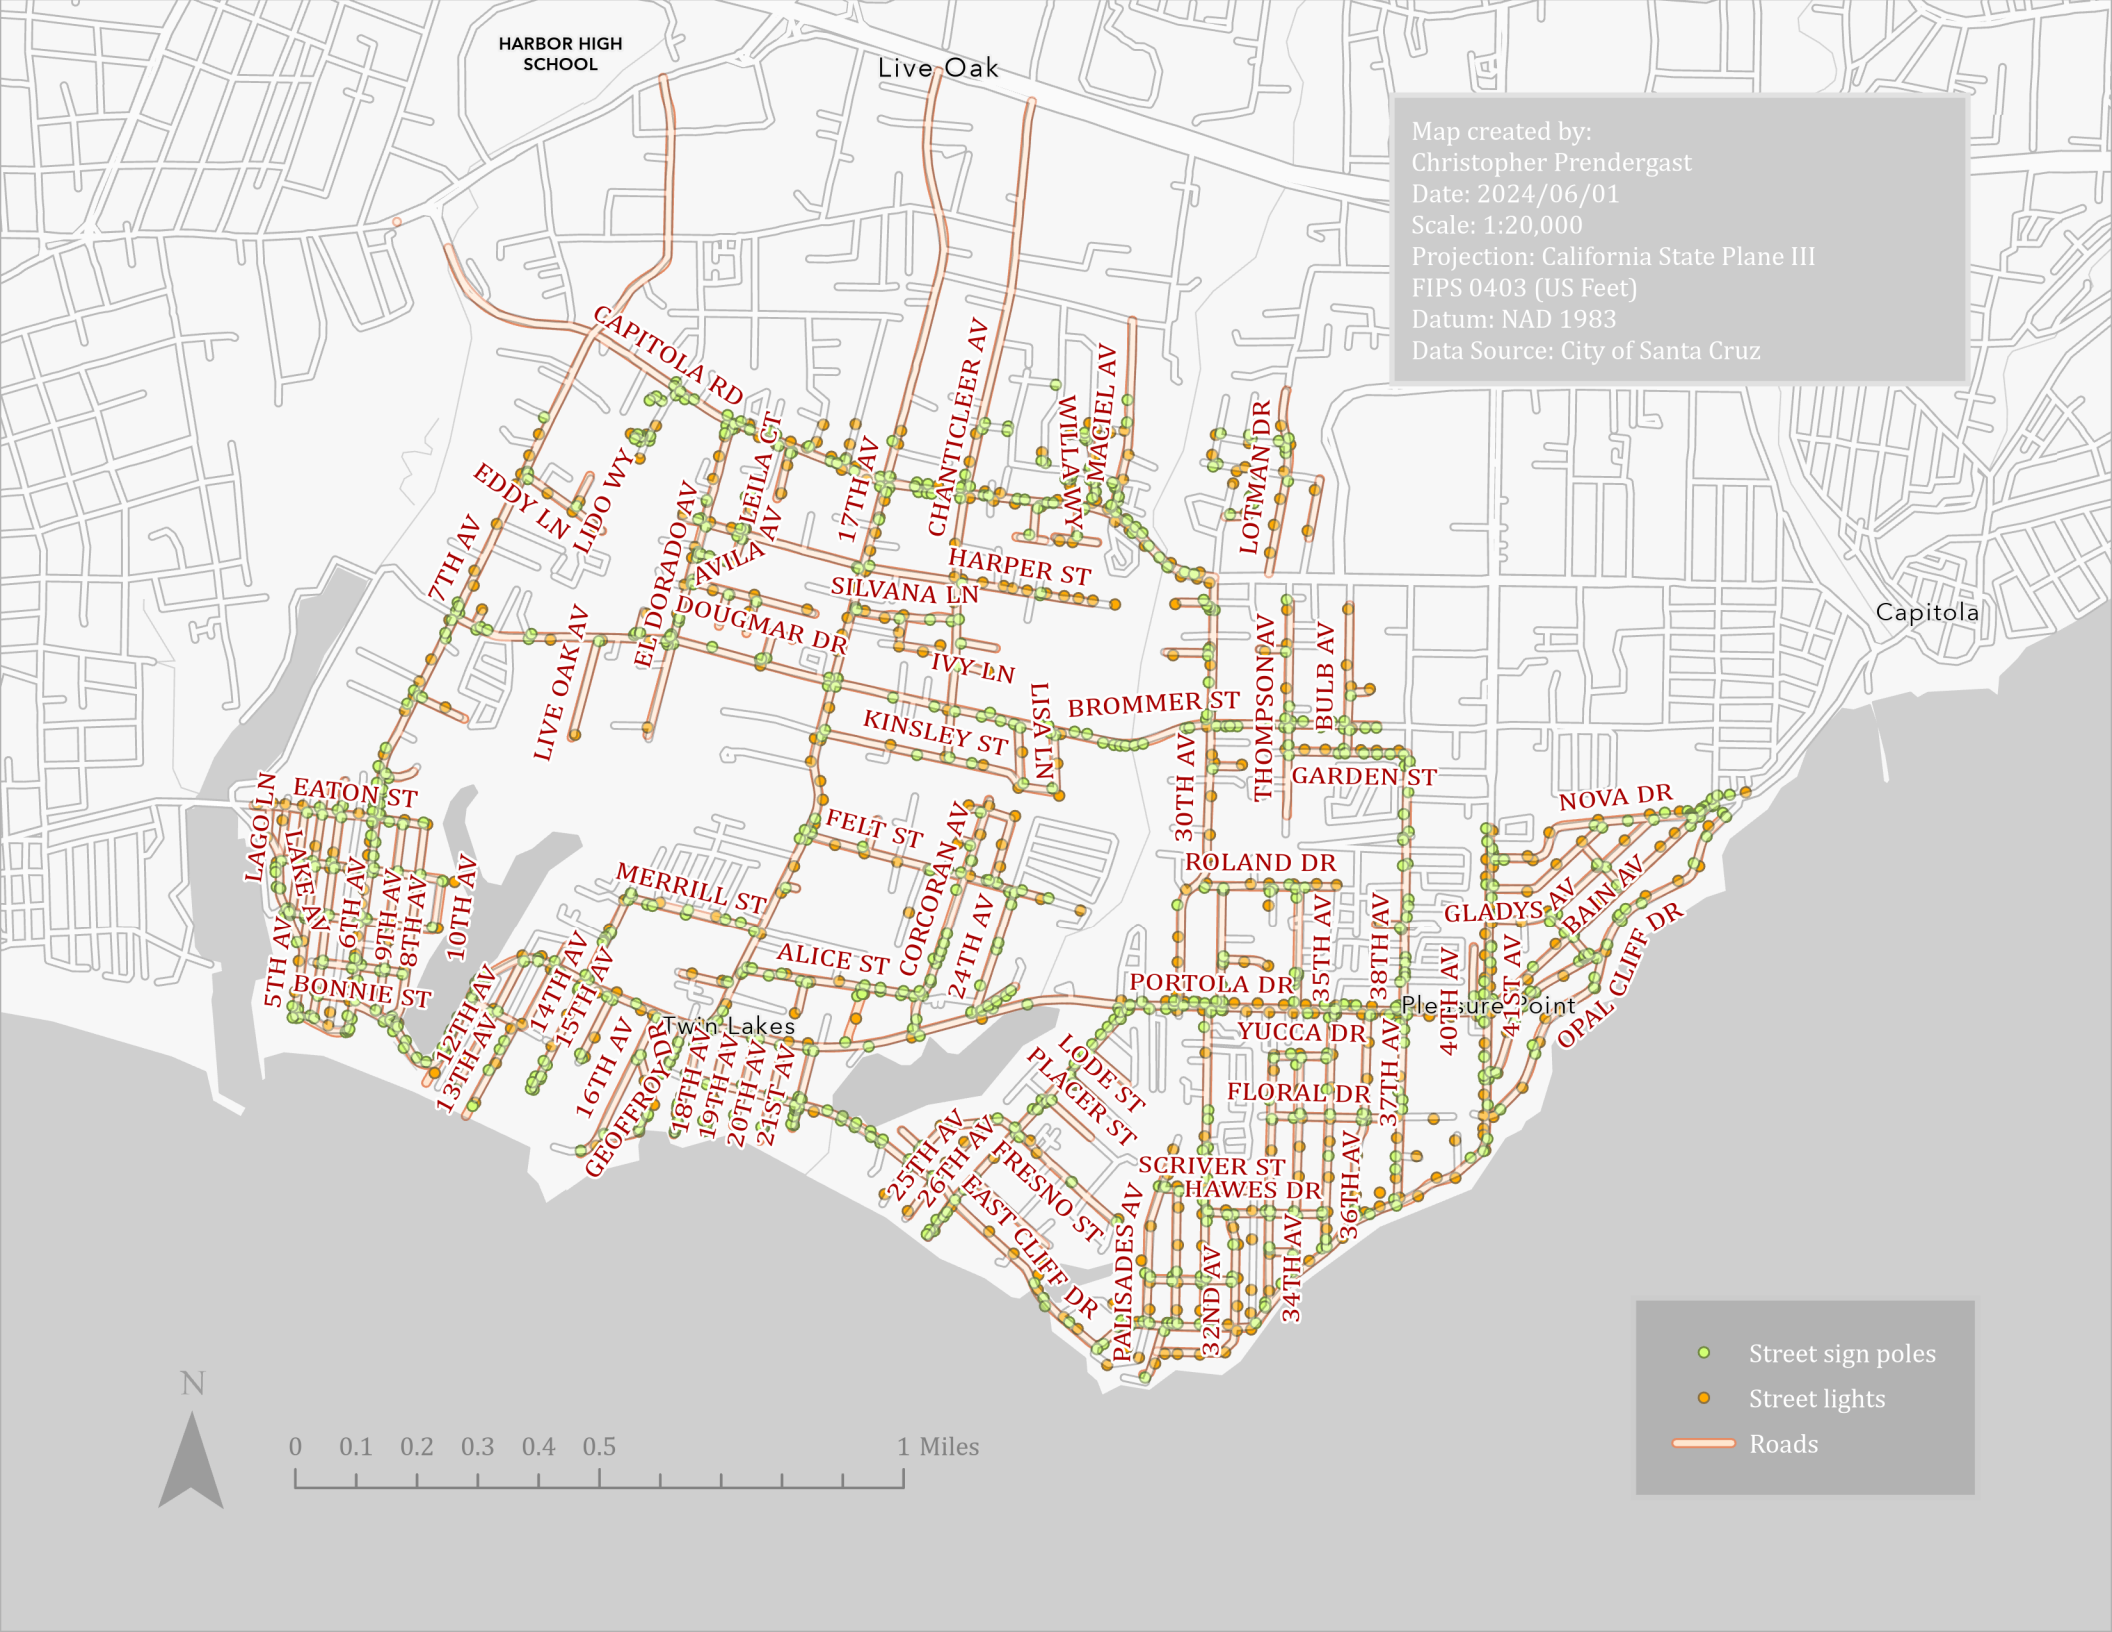 HARBOR HIGH
SCHOOL
Live Oak
Map created by:
Christopher Prendergast
Date: 2024/06/01
Scale: 1:20,000
Projection: California State Plane III
FIPS 0403 (US Feet)
Datum: NAD 1983
Data Source: City of Santa Cruz
CAPITOLA RD
CHANTICLEER AV
MACIEL AV
WILLA WY
LOTMAN DR
LEILA CT
17TH AV
EDDY LN
LIDO WY
7TH AV
EL DORADO AV
AVILA AV
HARPER ST
SILVANA LN
DOUGMAR DR
IVY LN
LIVE OAK AV
LISA LN
BROMMER ST
THOMPSON AV
BULB AV
Capitola
KINSLEY ST
30TH AV
GARDEN ST
NOVA DR
EATON ST
LAGO LN
LAKE AV
FELT ST
CORCORAN AV
ROLAND DR
MERRILL ST
6TH AV
9TH AV
8TH AV
10TH AV
5TH AV
BONNIE ST
ALICE ST
24TH AV
35TH AV
38TH AV
GLADYS AV
BAIN AV
OPAL CLIFF DR
40TH AV
41ST AV
PORTOLA DR
Pleasure Point
12TH AV
13TH AV
14TH AV
15TH AV
16TH AV
Twin Lakes
GEOFFROY DR
18TH AV
19TH AV
20TH AV
21ST AV
YUCCA DR
LODE ST
PLACER ST
FLORAL DR
37TH AV
25TH AV
26TH AV
FRESNO ST
EAST CLIFF DR
SCRIVER ST
HAWES DR
36TH AV
PALISADES AV
32ND AV
34TH AV
Street sign poles
Street lights
Roads
N
0 0.1 0.2 0.3 0.4 0.5 1 Miles